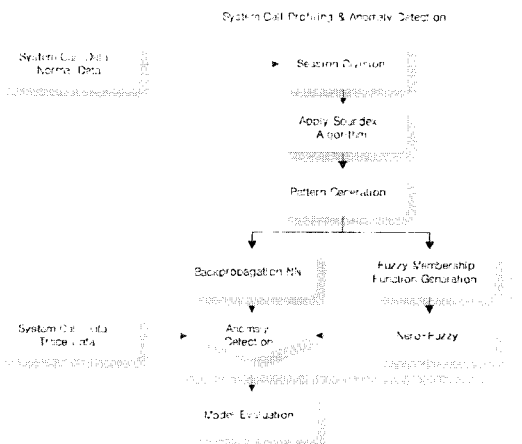 System Call Profiling & Anomaly Detection
System Call Data
Normal Data
Session Division
Apply Soundex
Algorithm
Pattern Generation
Backpropagation NN
Fuzzy Membership
Function Generation
System Call Data
Trace Data
Anomaly
Detection
Nero-Fuzzy
Model Evaluation